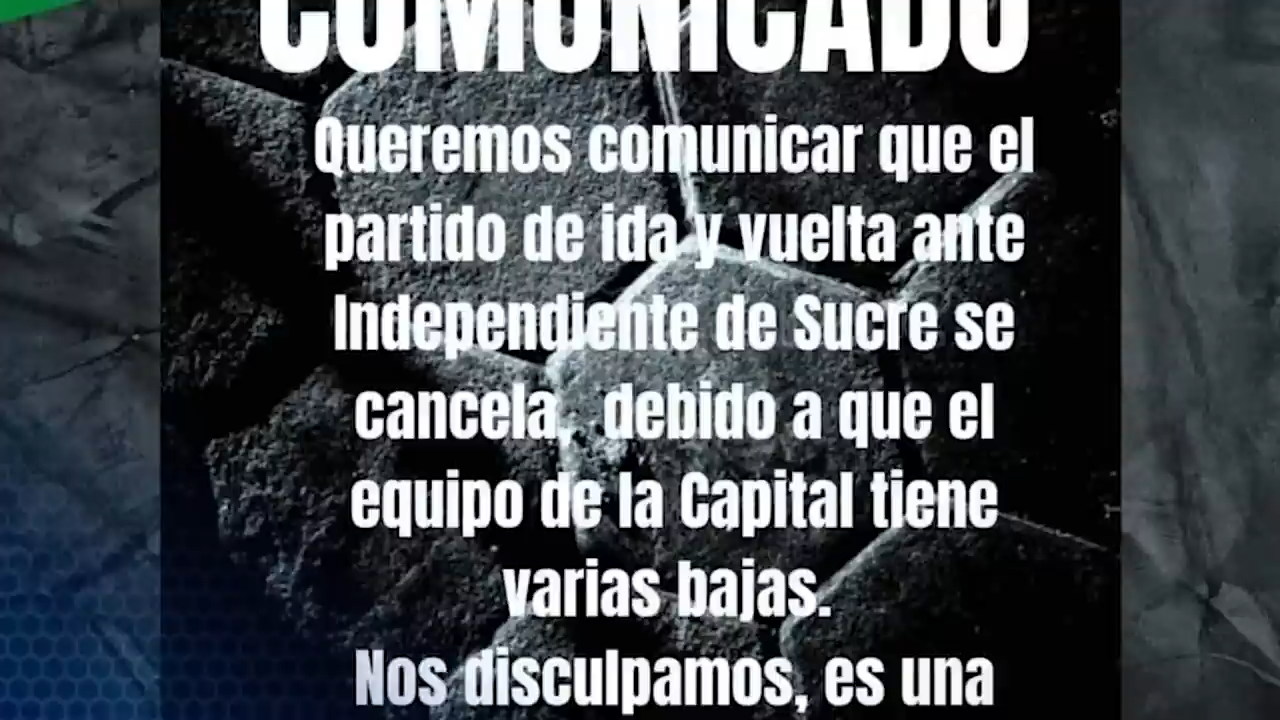 COMUNICADO
Queremos comunicar que el
partido de ida y vuelta ante
Independiente de Sucre se
cancela, debido a que el
equipo de la Capital tiene
varias bajas.
Nos disculpamos, es una